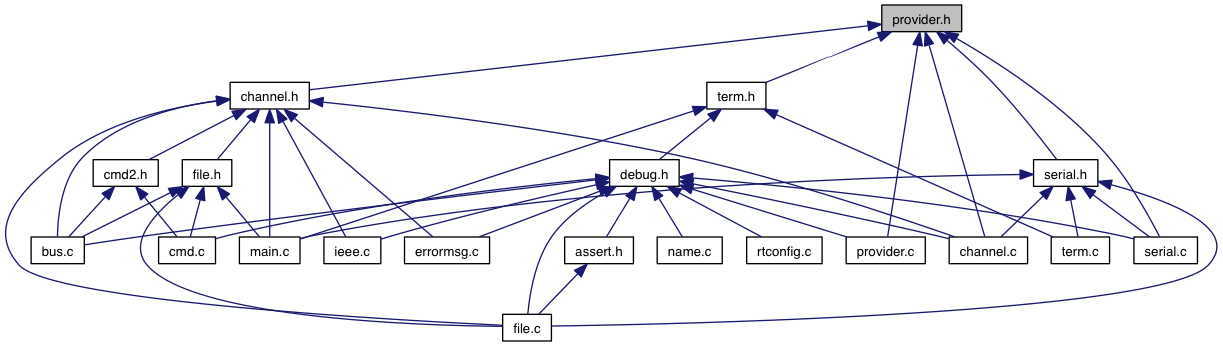 provider.h
channel.h
term.h
cmd2.h
file.h
debug.h
serial.h
bus.c
cmd.c
main.c
ieee.c
errormsg.c
assert.h
name.c
rtconfig.c
provider.c
channel.c
term.c
serial.c
file.c